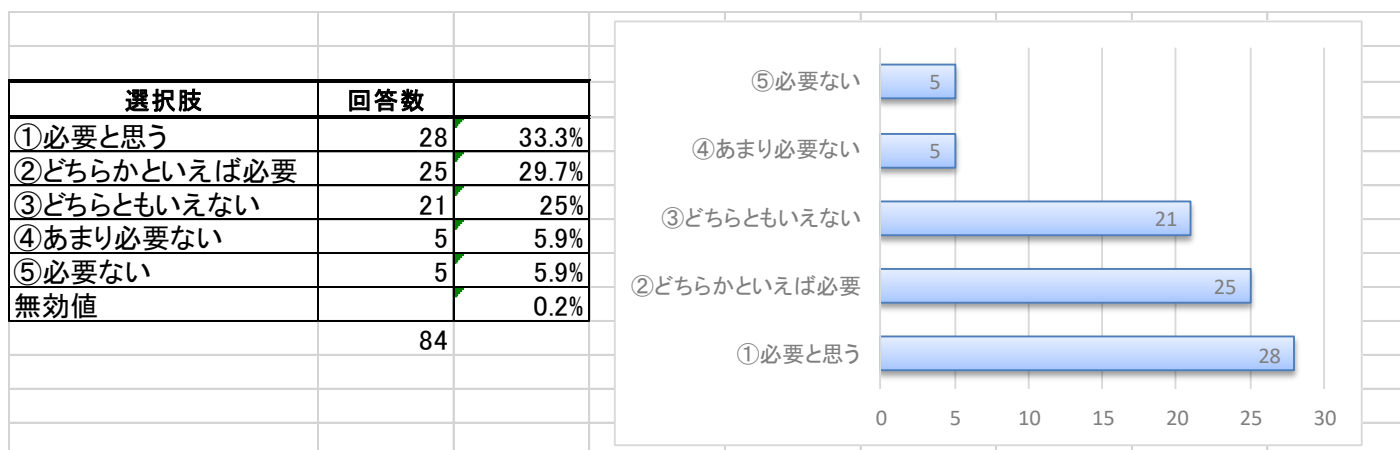 選択肢 回答数
①必要と思う 28 33.3%
②どちらかといえば必要 25 29.7%
③どちらともいえない 21 25%
④あまり必要ない 5 5.9%
⑤必要ない 5 5.9%
無効値 0.2%
84
⑤必要ない 5
④あまり必要ない 5
③どちらともいえない 21
②どちらかといえば必要 25
①必要と思う 28
0 5 10 15 20 25 30